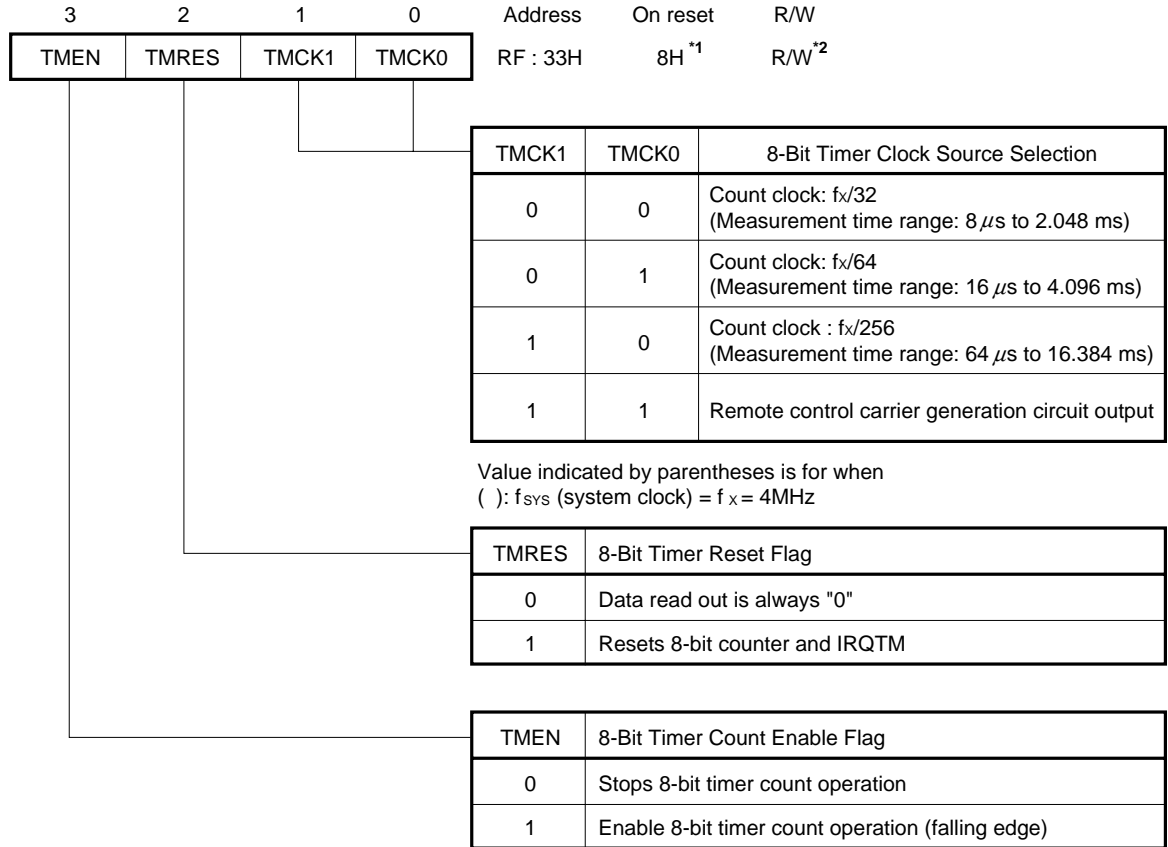 3 2 1 0 Address On reset R/W
TMEN TMRES TMCK1 TMCK0 RF : 33H 8H *1 R/W*2
TMCK1 TMCK0 8-Bit Timer Clock Source Selection
0 0 Count clock: fx/32
(Measurement time range: 8 μs to 2.048 ms)
0 1 Count clock: fx/64
(Measurement time range: 16 μs to 4.096 ms)
1 0 Count clock : fx/256
(Measurement time range: 64 μs to 16.384 ms)
1 1 Remote control carrier generation circuit output
Value indicated by parentheses is for when
( ): fSYS (system clock) = f X = 4MHz
TMRES 8-Bit Timer Reset Flag
0 Data read out is always "0"
1 Resets 8-bit counter and IRQTM
TMEN 8-Bit Timer Count Enable Flag
0 Stops 8-bit timer count operation
1 Enable 8-bit timer count operation (falling edge)